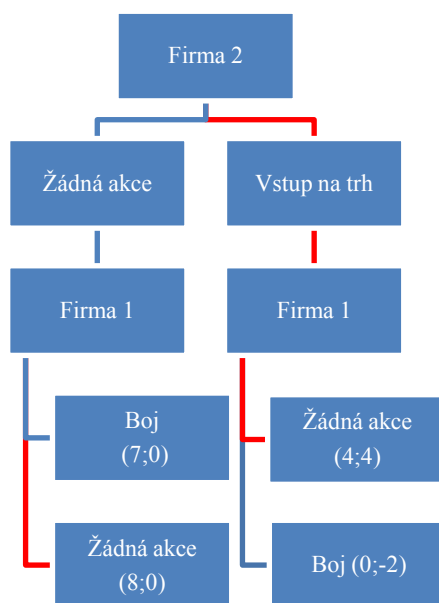 Firma 2
Žádná akce
Vstup na trh
Firma 1
Firma 1
Boj
(7;0)
Žádná akce
(4;4)
Žádná akce
(8;0)
Boj (0;-2)